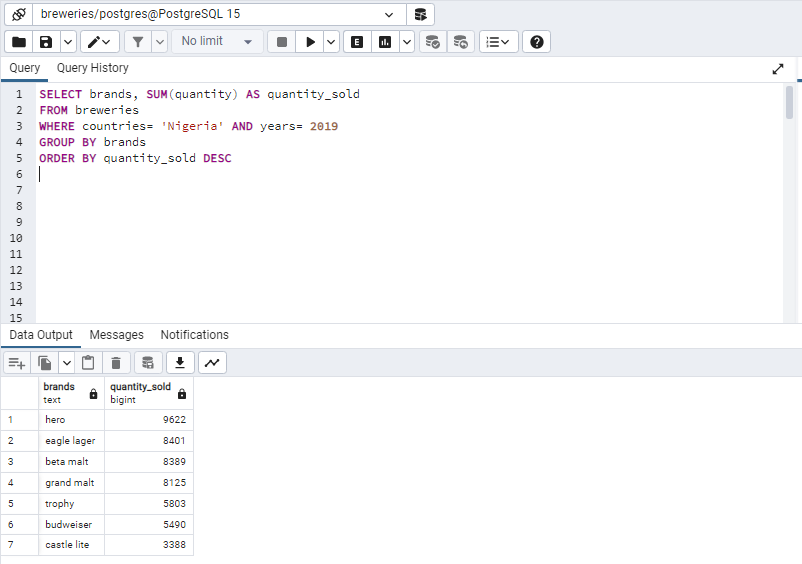 breweries/postgres@PostgreSQL 15
No limit
E
Query Query History
1 SELECT brands, SUM(quantity) AS quantity_sold
2 FROM breweries
3 WHERE countries= 'Nigeria' AND years= 2019
4 GROUP BY brands
5 ORDER BY quantity_sold DESC
6
7
8
9
10
11
12
13
14
15
Data Output Messages Notifications
brands quantity_sold
text bigint
1 hero 9622
2 eagle lager 8401
3 beta malt 8389
4 grand malt 8125
5 trophy 5803
6 budweiser 5490
7 castle lite 3388